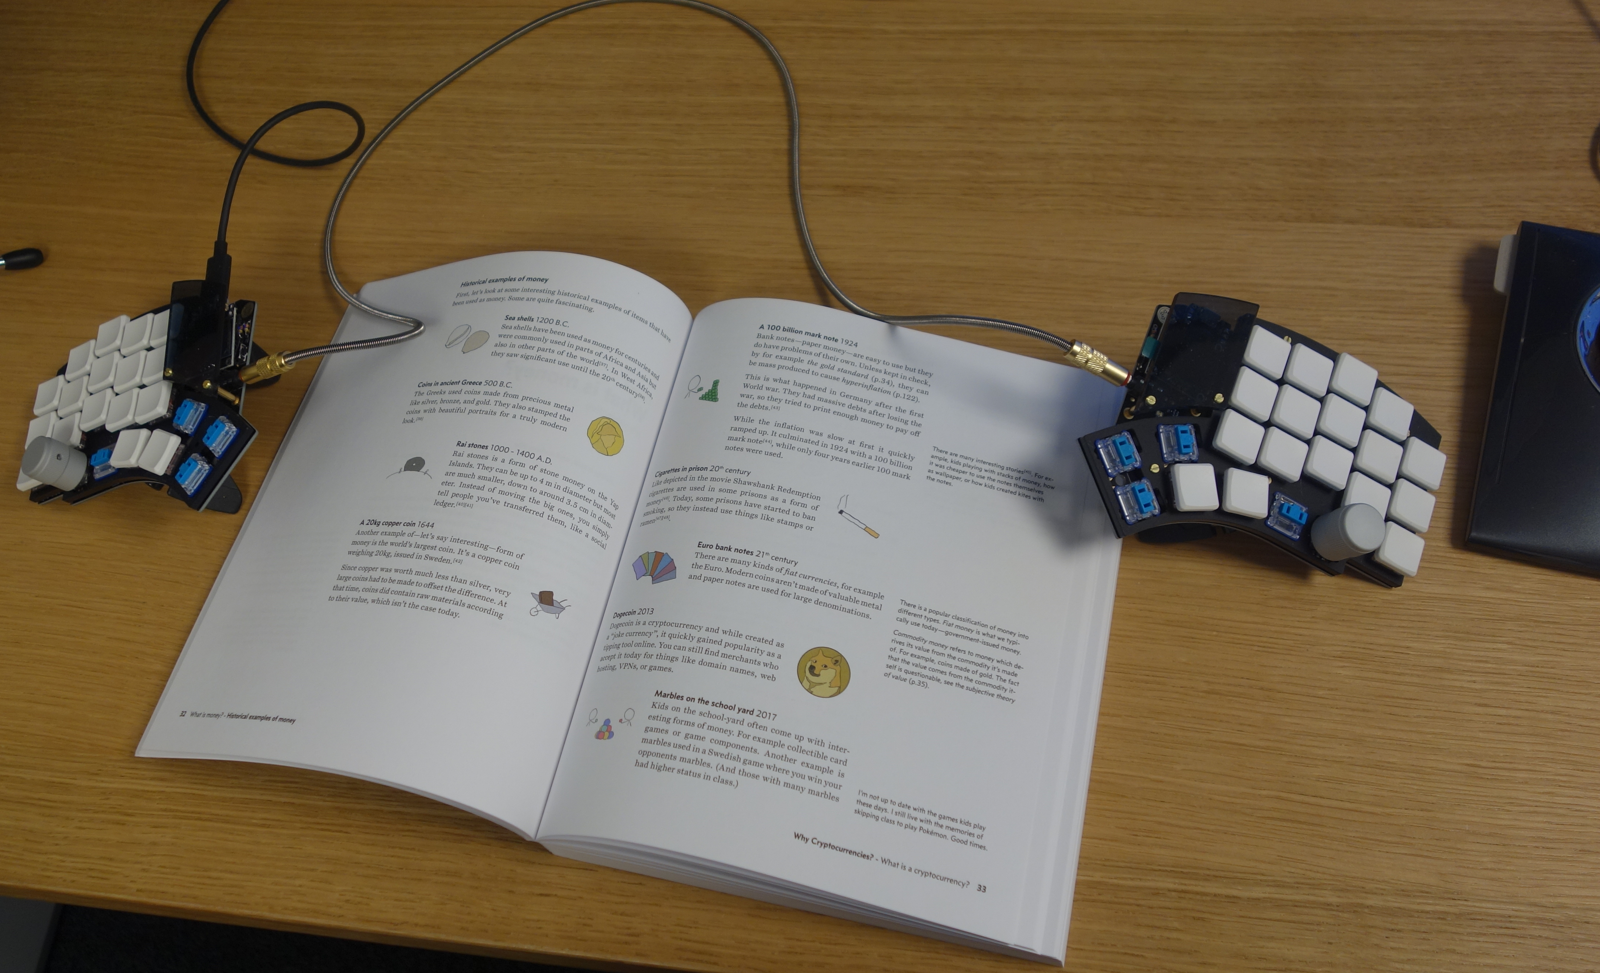 Historical examples of money
First, let's look at some interesting historical examples of items that have
been used as money. Some are quite fascinating.
Sea shells 1200 B.C.
Sea shells have been used as money for centuries and
were commonly used in parts of Africa and Asia but
also in other parts of the world. In West Africa,
they saw significant use until the 20th century.
Coins in ancient Greece 500 B.C.
The Greeks used coins made from precious metal
like silver, bronze, and gold. They also stamped the
coins with beautiful portraits for a truly modern
look.
Rai stones 1000 - 1400 A.D.
Rai stones is a form of stone money on the Yap
Islands. They can be up to 4 m in diameter but most
are much smaller, down to around 3.5 cm in diam-
eter. Instead of moving the big ones, you simply
tell people you've transferred them, like a social
ledger.
A 20kg copper coin 1644
Another example of—let's say interesting—form of
money is the world's largest coin. It's a copper coin
weighing 20kg, issued in Sweden.
Since copper was worth much less than silver, very
large coins had to be made to offset the difference. At
that time, coins did contain raw materials according
to their value, which isn't the case today.
32 What is money? - Historical examples of money
A 100 billion mark note 1924
Bank notes—paper money—are easy to use but they
do have problems of their own. Unless kept in check,
by for example the gold standard (p.34), they can
be mass produced to cause hyperinflation (p.122).
This is what happened in Germany after the first
World war. They had massive debts after losing the
war, so they tried to print enough money to pay off
the debts.
While the inflation was slow at first it quickly
ramped up. It culminated in 1924 with a 100 billion
mark note, while only four years earlier 100 mark
notes were used.
There are many interesting stories. For ex-
ample, kids playing with stacks of money, how
it was cheaper to use the notes themselves
as wallpaper, or how kids created kites with
the notes.
Cigarettes in prison 20th century
Like depicted in the movie Shawshank Redemption
cigarettes are used in some prisons as a form of
money. Today, some prisons have started to ban
smoking, so they instead use things like stamps or
Euro bank notes 21st century
There are many kinds of fiat currencies, for example
the Euro. Modern coins aren't made of valuable metal
and paper notes are used for large denominations.
There is a popular classification of money into
different types. Fiat money is what we typi-
cally use today—government-issued money.
Commodity money refers to money which de-
rives its value from the commodity it's made
of. For example, coins made of gold. The fact
that the value comes from the commodity it-
self is questionable, see the subjective theory
of value (p.35).
Dogecoin 2013
Dogecoin is a cryptocurrency and while created as
a "joke currency", it quickly gained popularity as a
tipping tool online. You can still find merchants who
accept it today for things like domain names, web
hosting, VPNs, or games.
Marbles on the school yard 2017
Kids on the school-yard often come up with inter-
esting forms of money. For example collectible card
games or game components. Another example is
marbles used in a Swedish game where you win your
opponents marbles. (And those with many marbles
had higher status in class.)
I'm not up to date with the games kids play
these days. I still live with the memories of
skipping class to play Pokémon. Good times.
Why Cryptocurrencies? - What is a cryptocurrency? 33